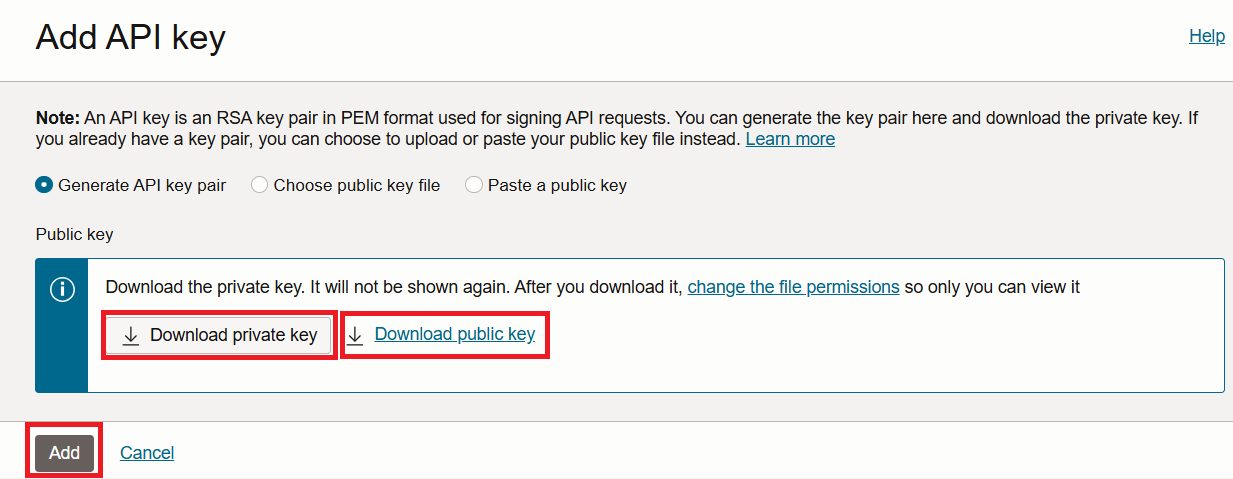 Add API key
Help
Note: An API key is an RSA key pair in PEM format used for signing API requests. You can generate the key pair here and download the private key. If
you already have a key pair, you can choose to upload or paste your public key file instead. Learn more
Generate API key pair Choose public key file Paste a public key
Public key
Download the private key. It will not be shown again. After you download it, change the file permissions so only you can view it
Download private key Download public key
Add Cancel